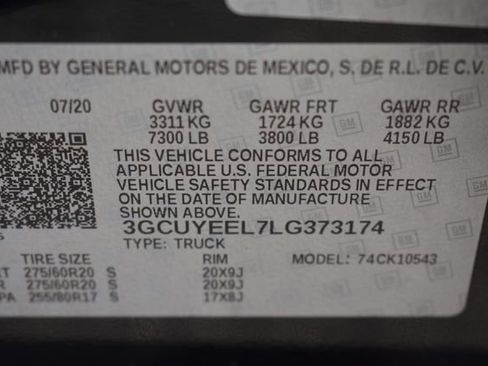 MFD BY GENERAL MOTORS DE MEXICO, S. DE R.L. DE C.V.
07/20 GVWR GAWR FRT GAWR RR
3311 KG 1724 KG 1882 KG
7300 LB 3800 LB 4150 LB
THIS VEHICLE CONFORMS TO ALL
APPLICABLE U.S. FEDERAL MOTOR
VEHICLE SAFETY STANDARDS IN EFFECT
ON THE DATE OF MANUFACTURE
SHOWN ABOVE.
3GCUYEEL7LG373174
TYPE: TRUCK
TIRE SIZE RIM MODEL: 74CK10543
275/60R20 S 20X9J
275/60R20 S 20X9J
255/80R17 S 17X8J